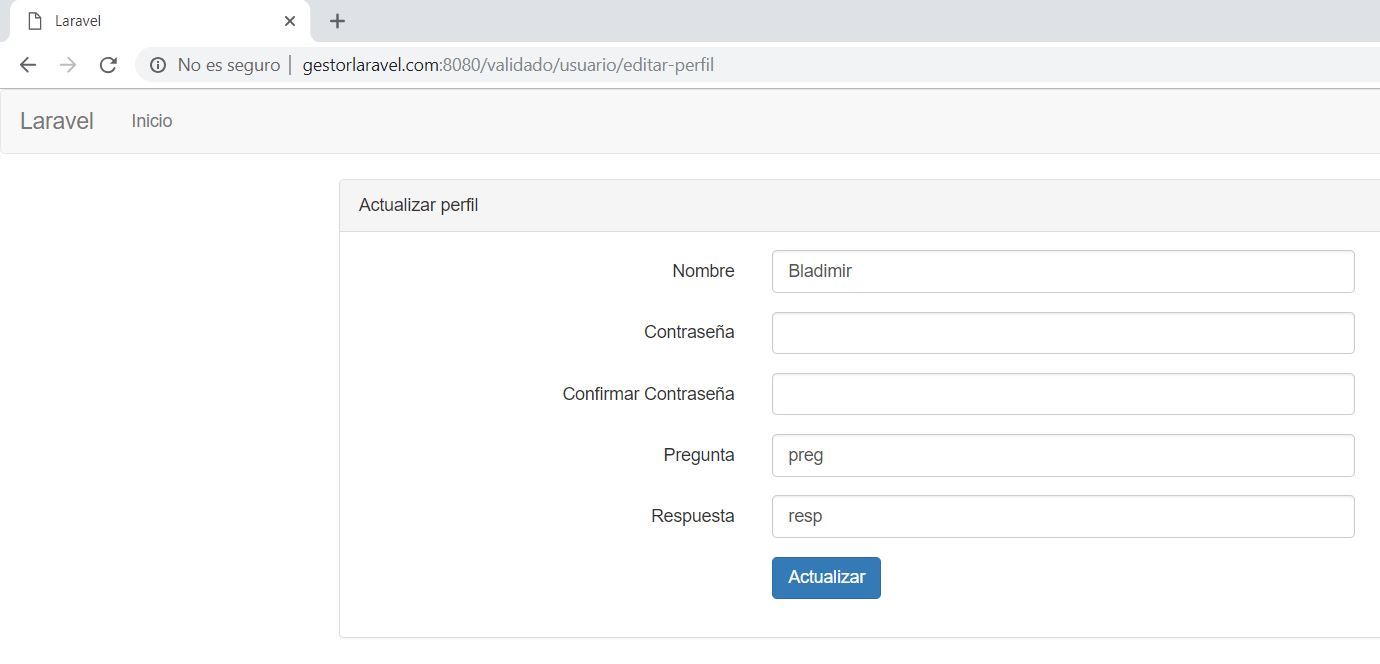 Laravel
No es seguro | gestorlaravel.com:8080/validado/usuario/editar-perfil
Laravel Inicio
Actualizar perfil
Nombre Bladimir
Contraseña
Confirmar Contraseña
Pregunta preg
Respuesta resp
Actualizar